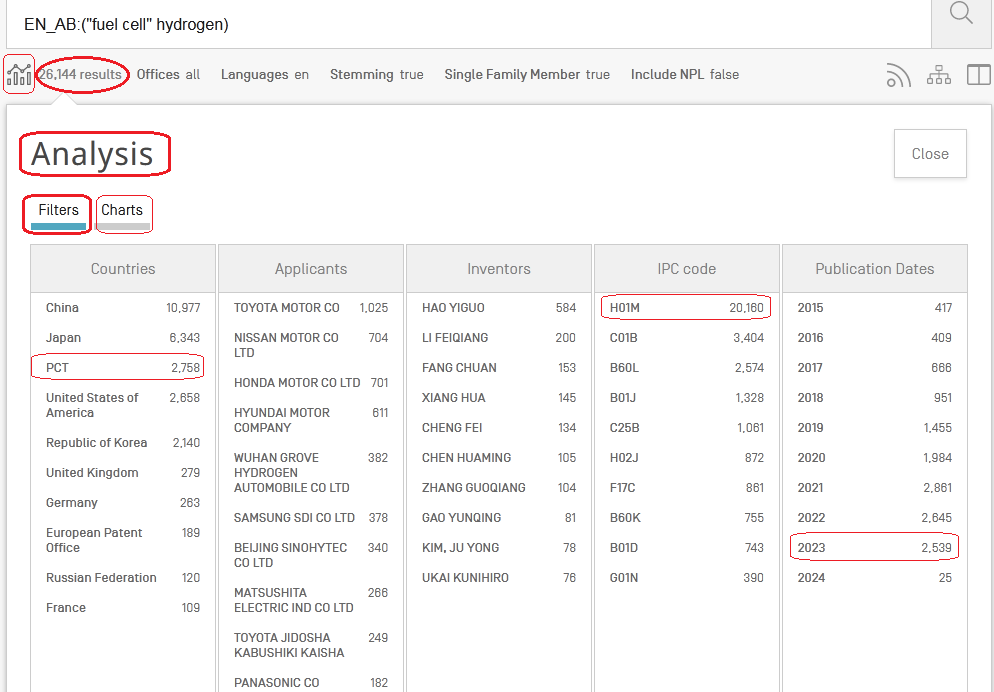 EN_AB:("fuel cell" hydrogen)
26,144 results Offices all Languages en Stemming true Single Family Member true Include NPL false
Analysis
Close
Filters Charts
Countries
China 10,977
Japan 6,343
PCT 2,758
United States of 2,658
America
Republic of Korea 2,140
United Kingdom 279
Germany 263
European Patent 189
Office
Russian Federation 120
France 109
Applicants
TOYOTA MOTOR CO 1,025
NISSAN MOTOR CO 704
LTD
HONDA MOTOR CO LTD 701
HYUNDAI MOTOR 611
COMPANY
WUHAN GROVE 382
HYDROGEN
AUTOMOBILE CO LTD
SAMSUNG SDI CO LTD 378
BEIJING SINOHYTEC 340
CO LTD
MATSUSHITA 266
ELECTRIC IND CO LTD
TOYOTA JIDOSHA 249
KABUSHIKI KAISHA
PANASONIC CO 182
Inventors
HAO YIGUO 584
LI FEIQIANG 200
FANG CHUAN 153
XIANG HUA 145
CHENG FEI 134
CHEN HUAMING 105
ZHANG GUOQIANG 104
GAO YUNQING 81
KIM, JU YONG 78
UKAI KUNIHIRO 76
IPC code
H01M 20,160
C01B 3,404
B60L 2,574
B01J 1,328
C25B 1,061
H02J 872
F17C 861
B60K 755
B01D 743
G01N 390
Publication Dates
2015 417
2016 409
2017 666
2018 951
2019 1,455
2020 1,984
2021 2,861
2022 2,645
2023 2,539
2024 25